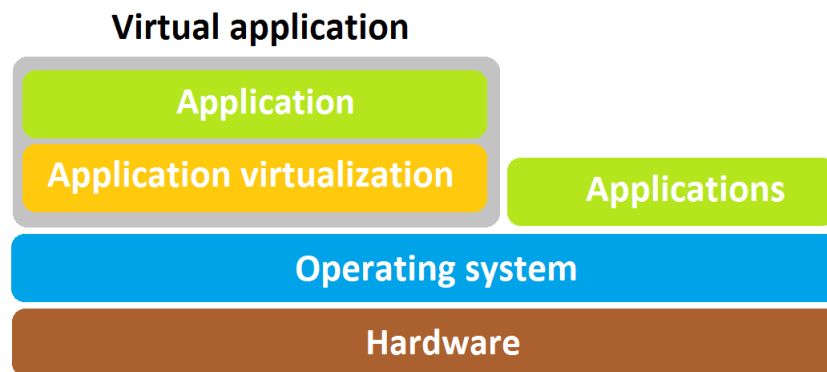 Virtual application
Application
Application virtualization
Applications
Operating system
Hardware